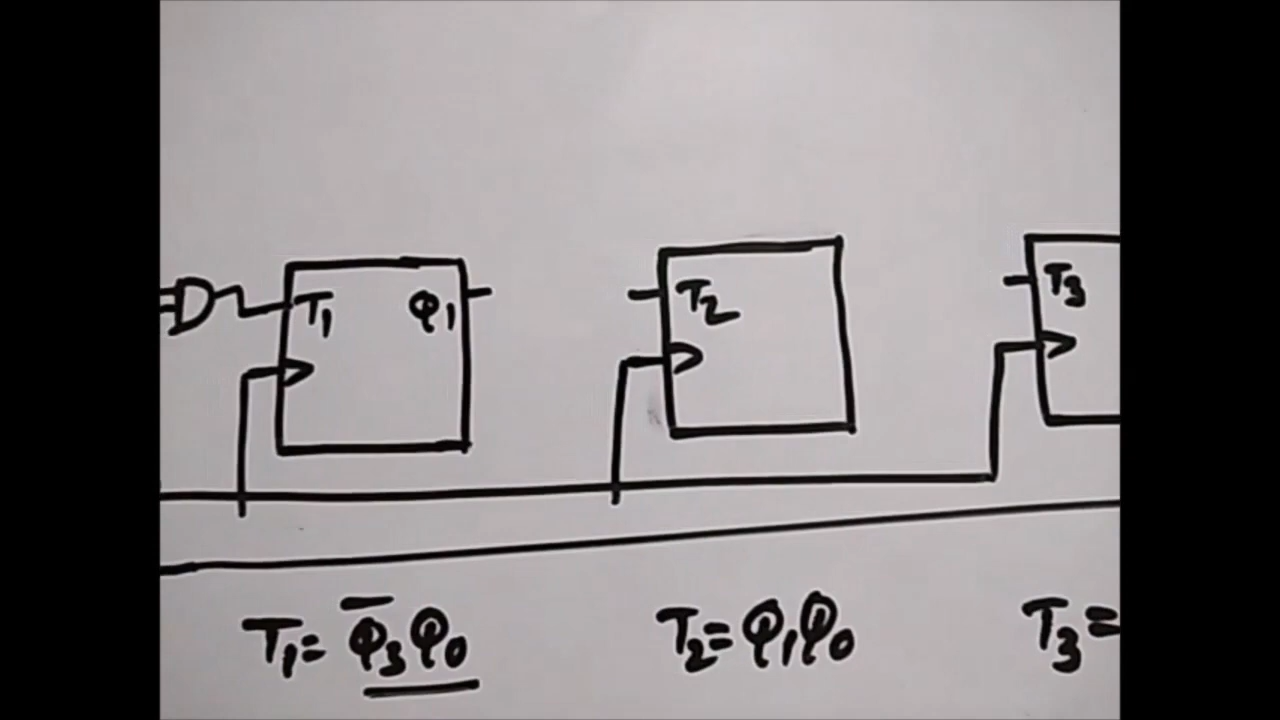 T₁ Q₁ T₂ T₃
T₁ = Q̅₃Q₀ T₂ = Q₁Q₀ T₃ =